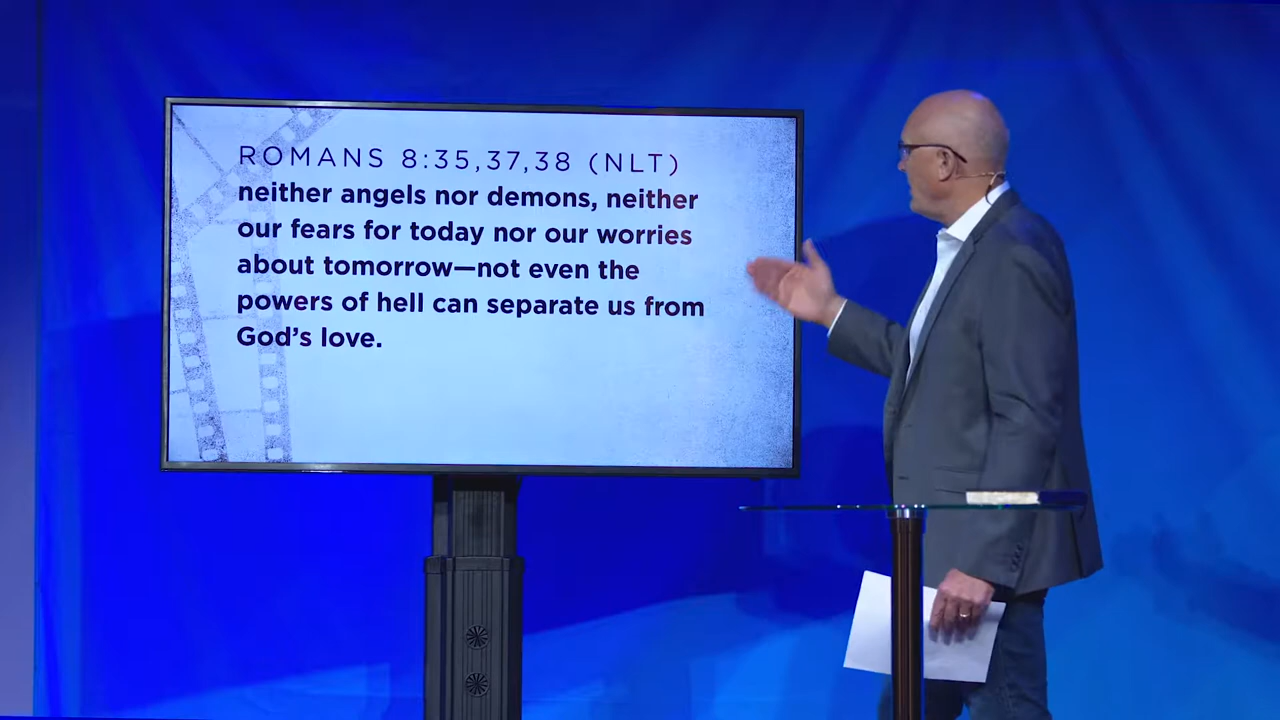 ROMANS 8:35,37,38 (NLT)
neither angels nor demons, neither
our fears for today nor our worries
about tomorrow—not even the
powers of hell can separate us from
God’s love.